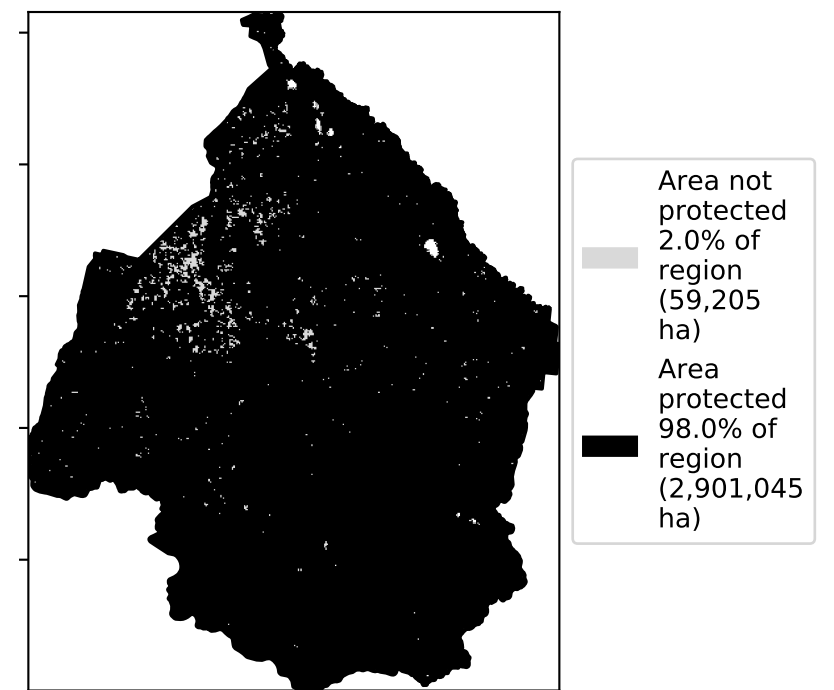 Area not
protected
2.0% of
region
(59,205
ha)
Area
protected
98.0% of
region
(2,901,045
ha)